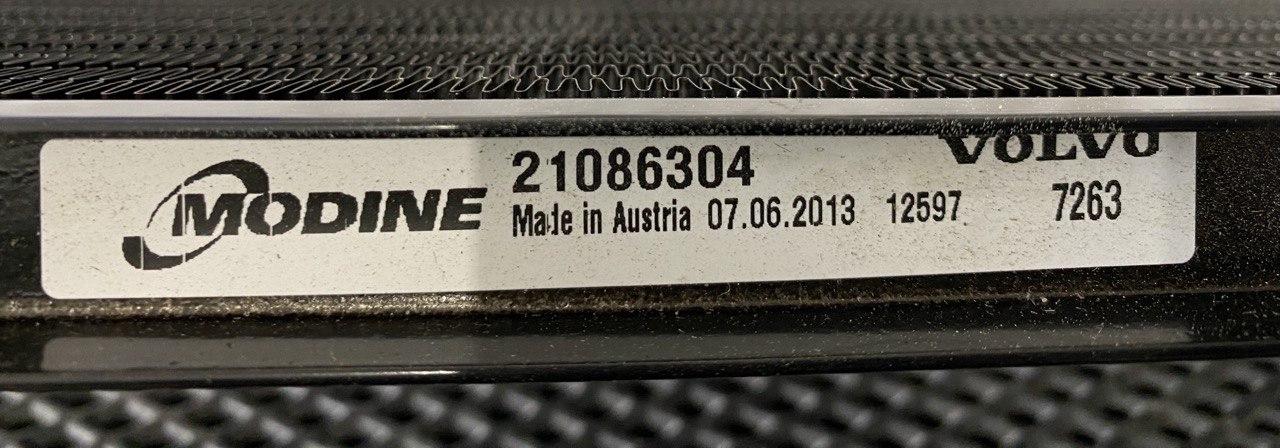 MODINE
21086304
VOLVO
Made in Austria 07.06.2013 12597 7263